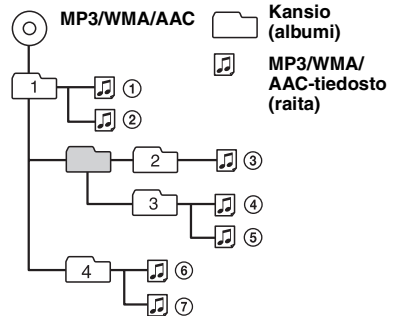 MP3/WMA/AAC
Kansio
(albumi)
MP3/WMA/
AAC-tiedosto
(raita)
1
①
②
2
③
3
④
⑤
4
⑥
⑦